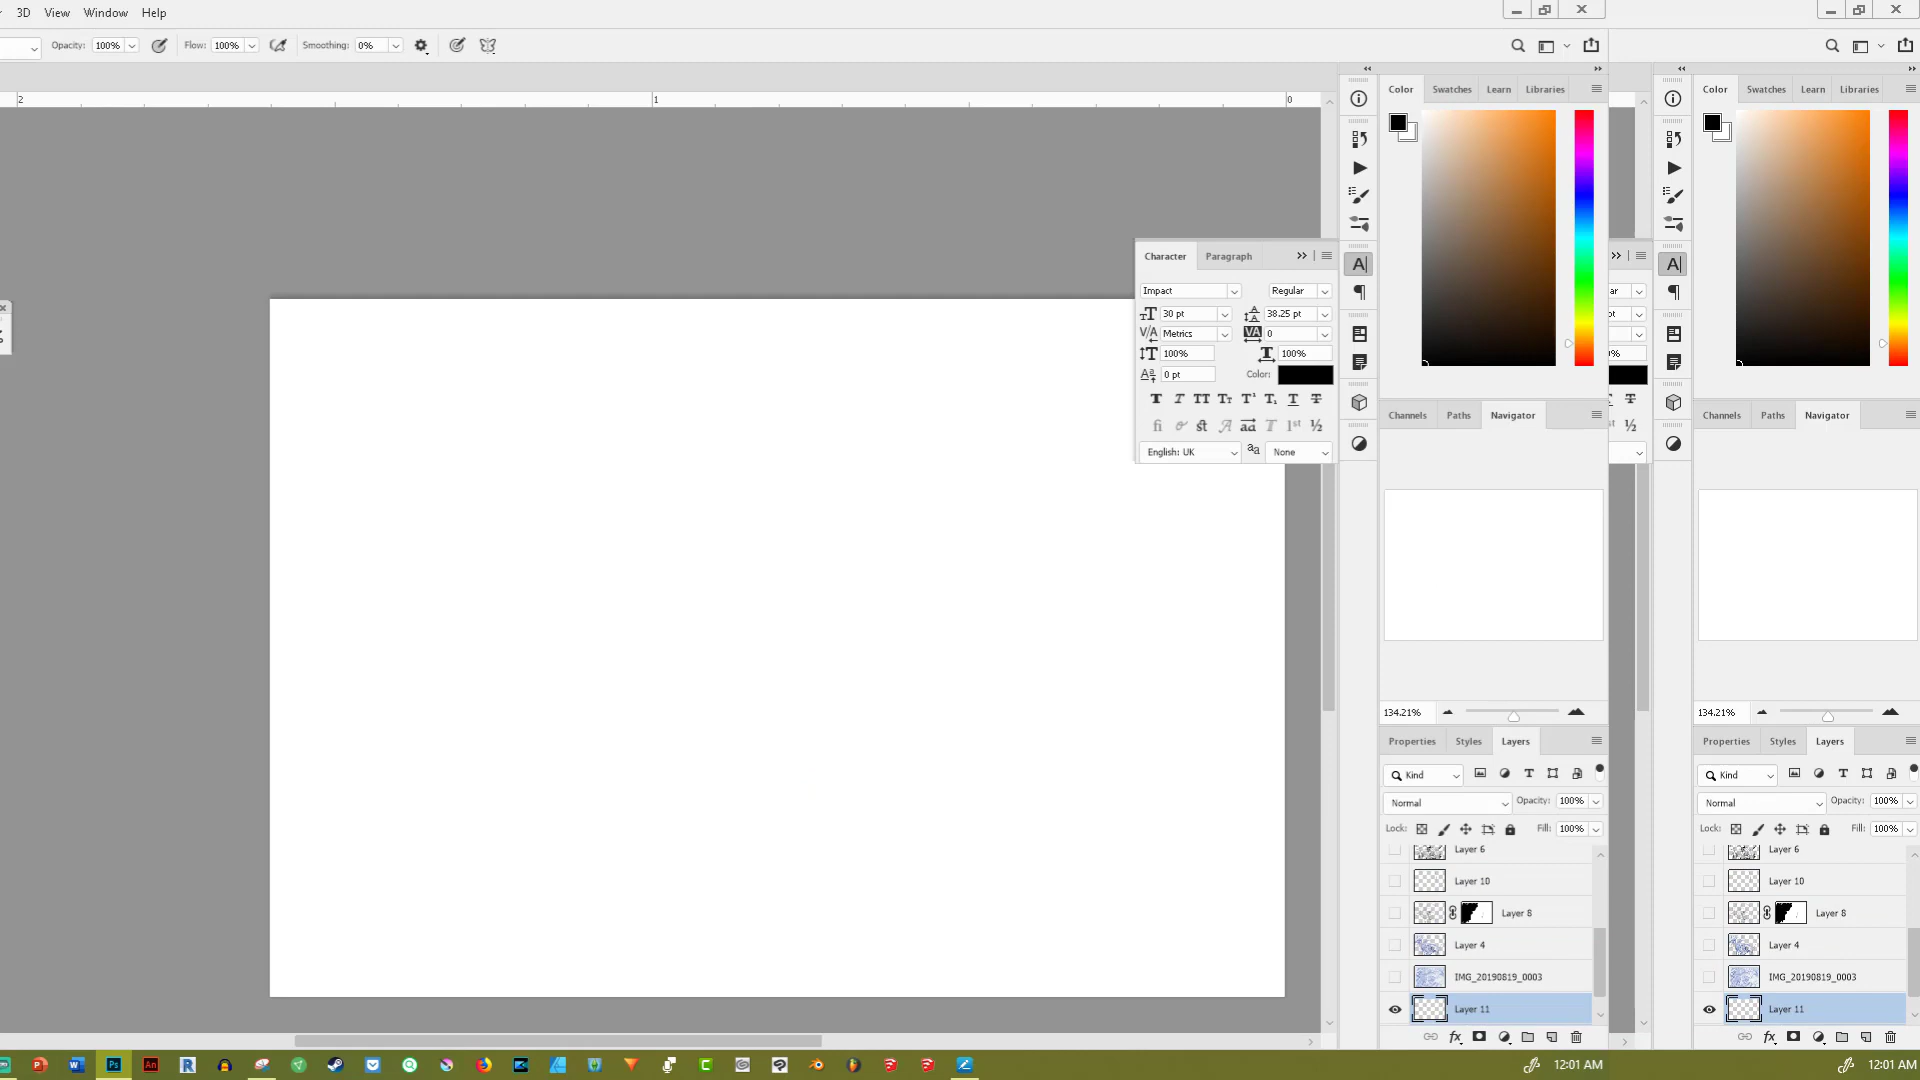 3D View Window Help
Opacity: 100% Flow: 100% Smoothing: 0%
2 1 0
Color Swatches Learn Libraries
Color Swatches Learn Libraries
Character Paragraph
Impact Regular
30 pt 38.25 pt
Metrics 0
100% 100%
0 pt Color:
English: UK None
Channels Paths Navigator
Channels Paths Navigator
134.21%
134.21%
Properties Styles Layers
Properties Styles Layers
Kind
Kind
Normal Opacity: 100%
Normal Opacity: 100%
Lock: Fill: 100%
Lock: Fill: 100%
Layer 6
Layer 6
Layer 10
Layer 10
Layer 8
Layer 8
Layer 4
Layer 4
IMG_20190819_0003
IMG_20190819_0003
Layer 11
Layer 11
12:01 AM
12:01 AM